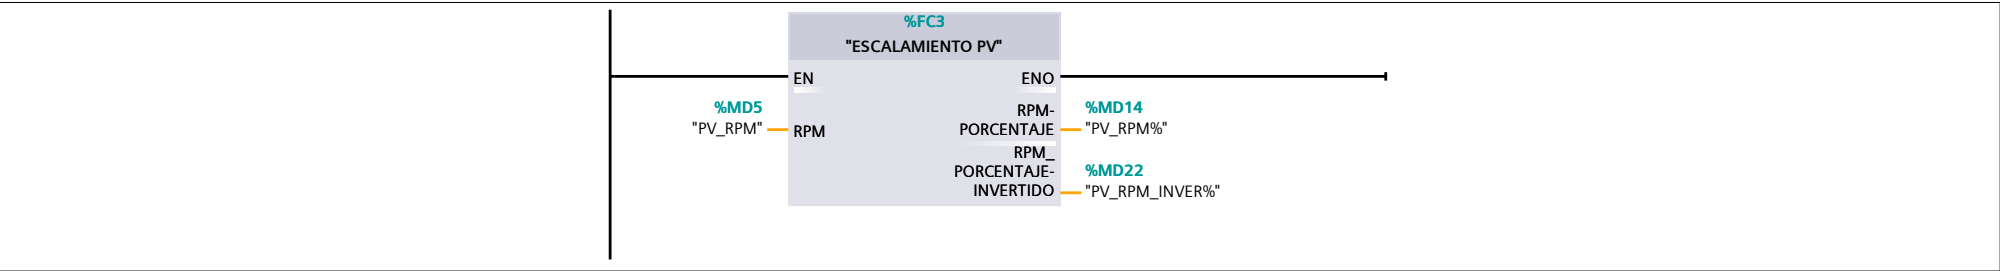 %FC3
"ESCALAMIENTO PV"
EN
ENO
%MD5
"PV_RPM"
RPM
RPM-
PORCENTAJE
%MD14
"PV_RPM%"
RPM_
PORCENTAJE-
INVERTIDO
%MD22
"PV_RPM_INVER%"